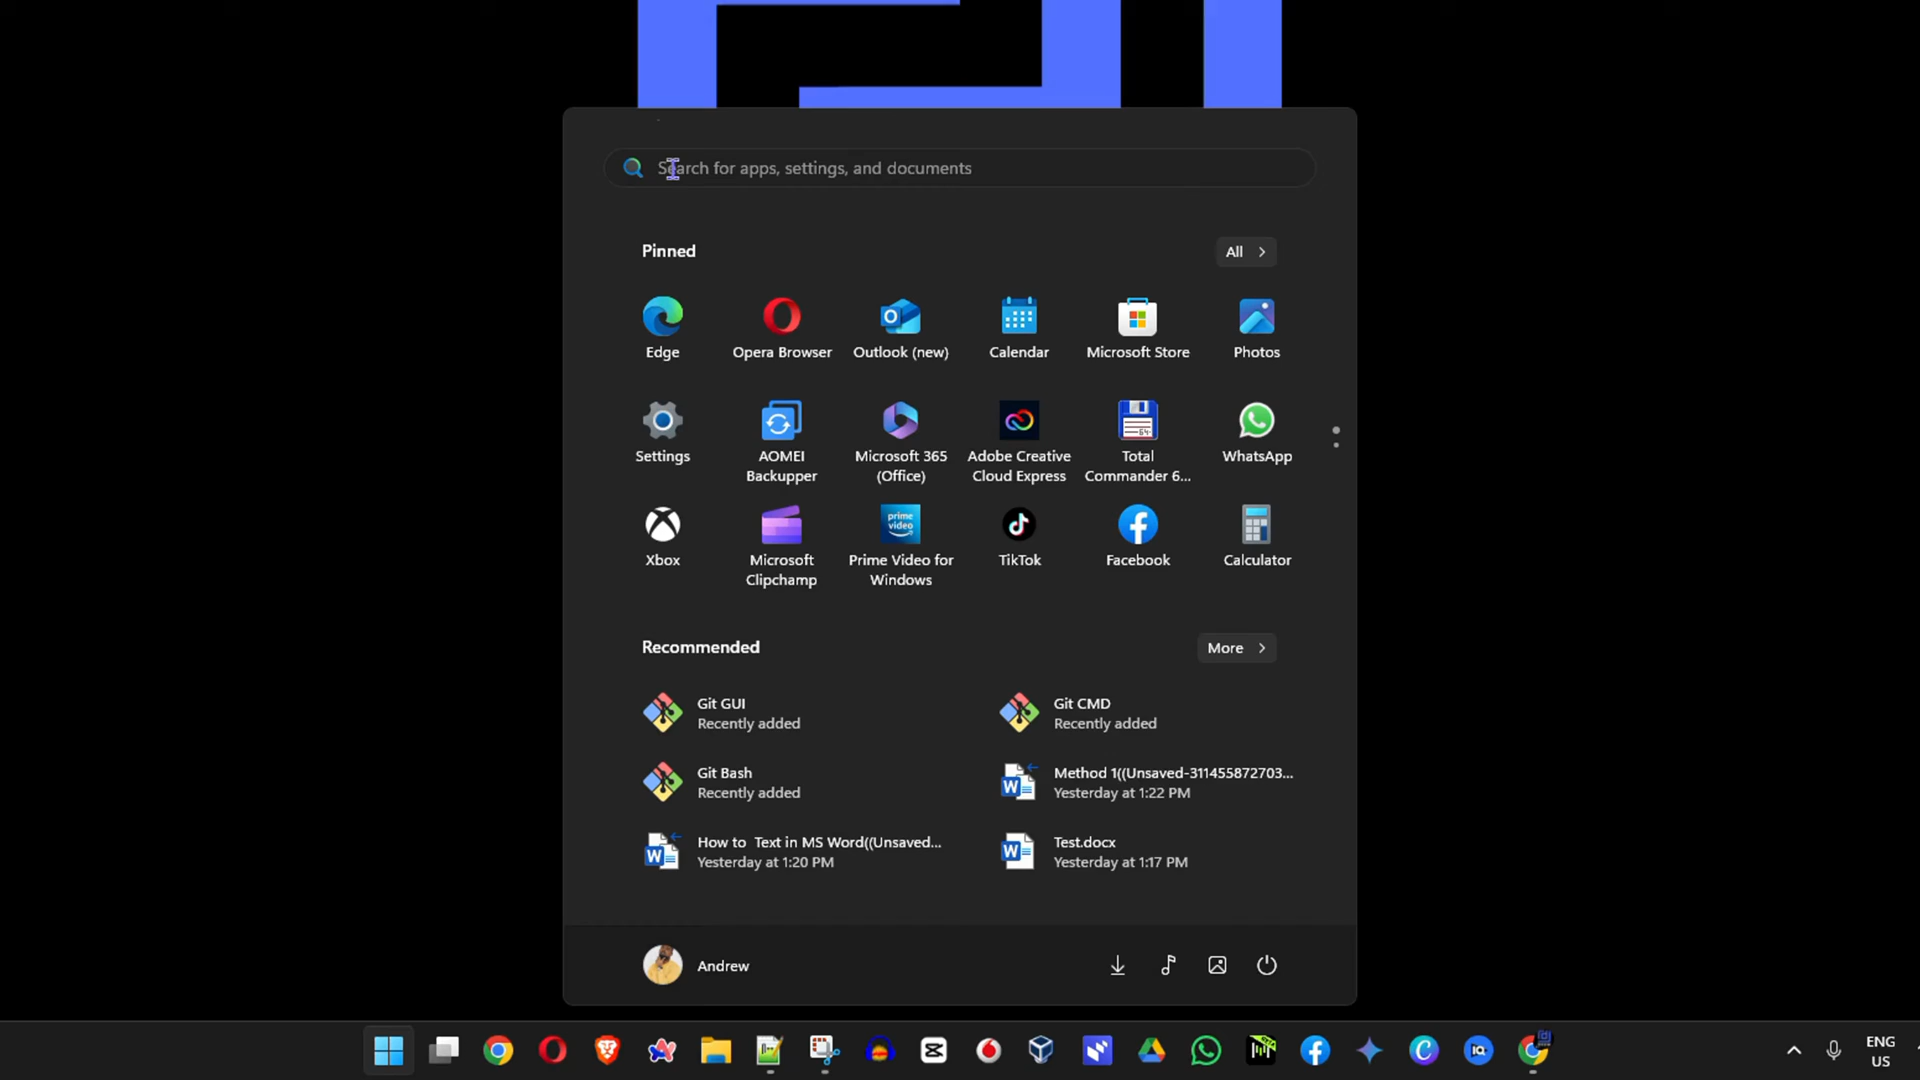 Search for apps, settings, and documents
Pinned
All
Edge
Opera Browser
Outlook (new)
Calendar
Microsoft Store
Photos
Settings
AOMEI
Backupper
Microsoft 365
(Office)
Adobe Creative
Cloud Express
64
Total
Commander 6...
WhatsApp
Xbox
Microsoft
Clipchamp
prime
video
Prime Video for
Windows
TikTok
Facebook
Calculator
Recommended
More
Git GUI
Recently added
Git CMD
Recently added
Git Bash
Recently added
Method 1((Unsaved-311455872703...
Yesterday at 1:22 PM
How to  Text in MS Word((Unsaved...
Yesterday at 1:20 PM
Test.docx
Yesterday at 1:17 PM
Andrew
IQ
ENG
US